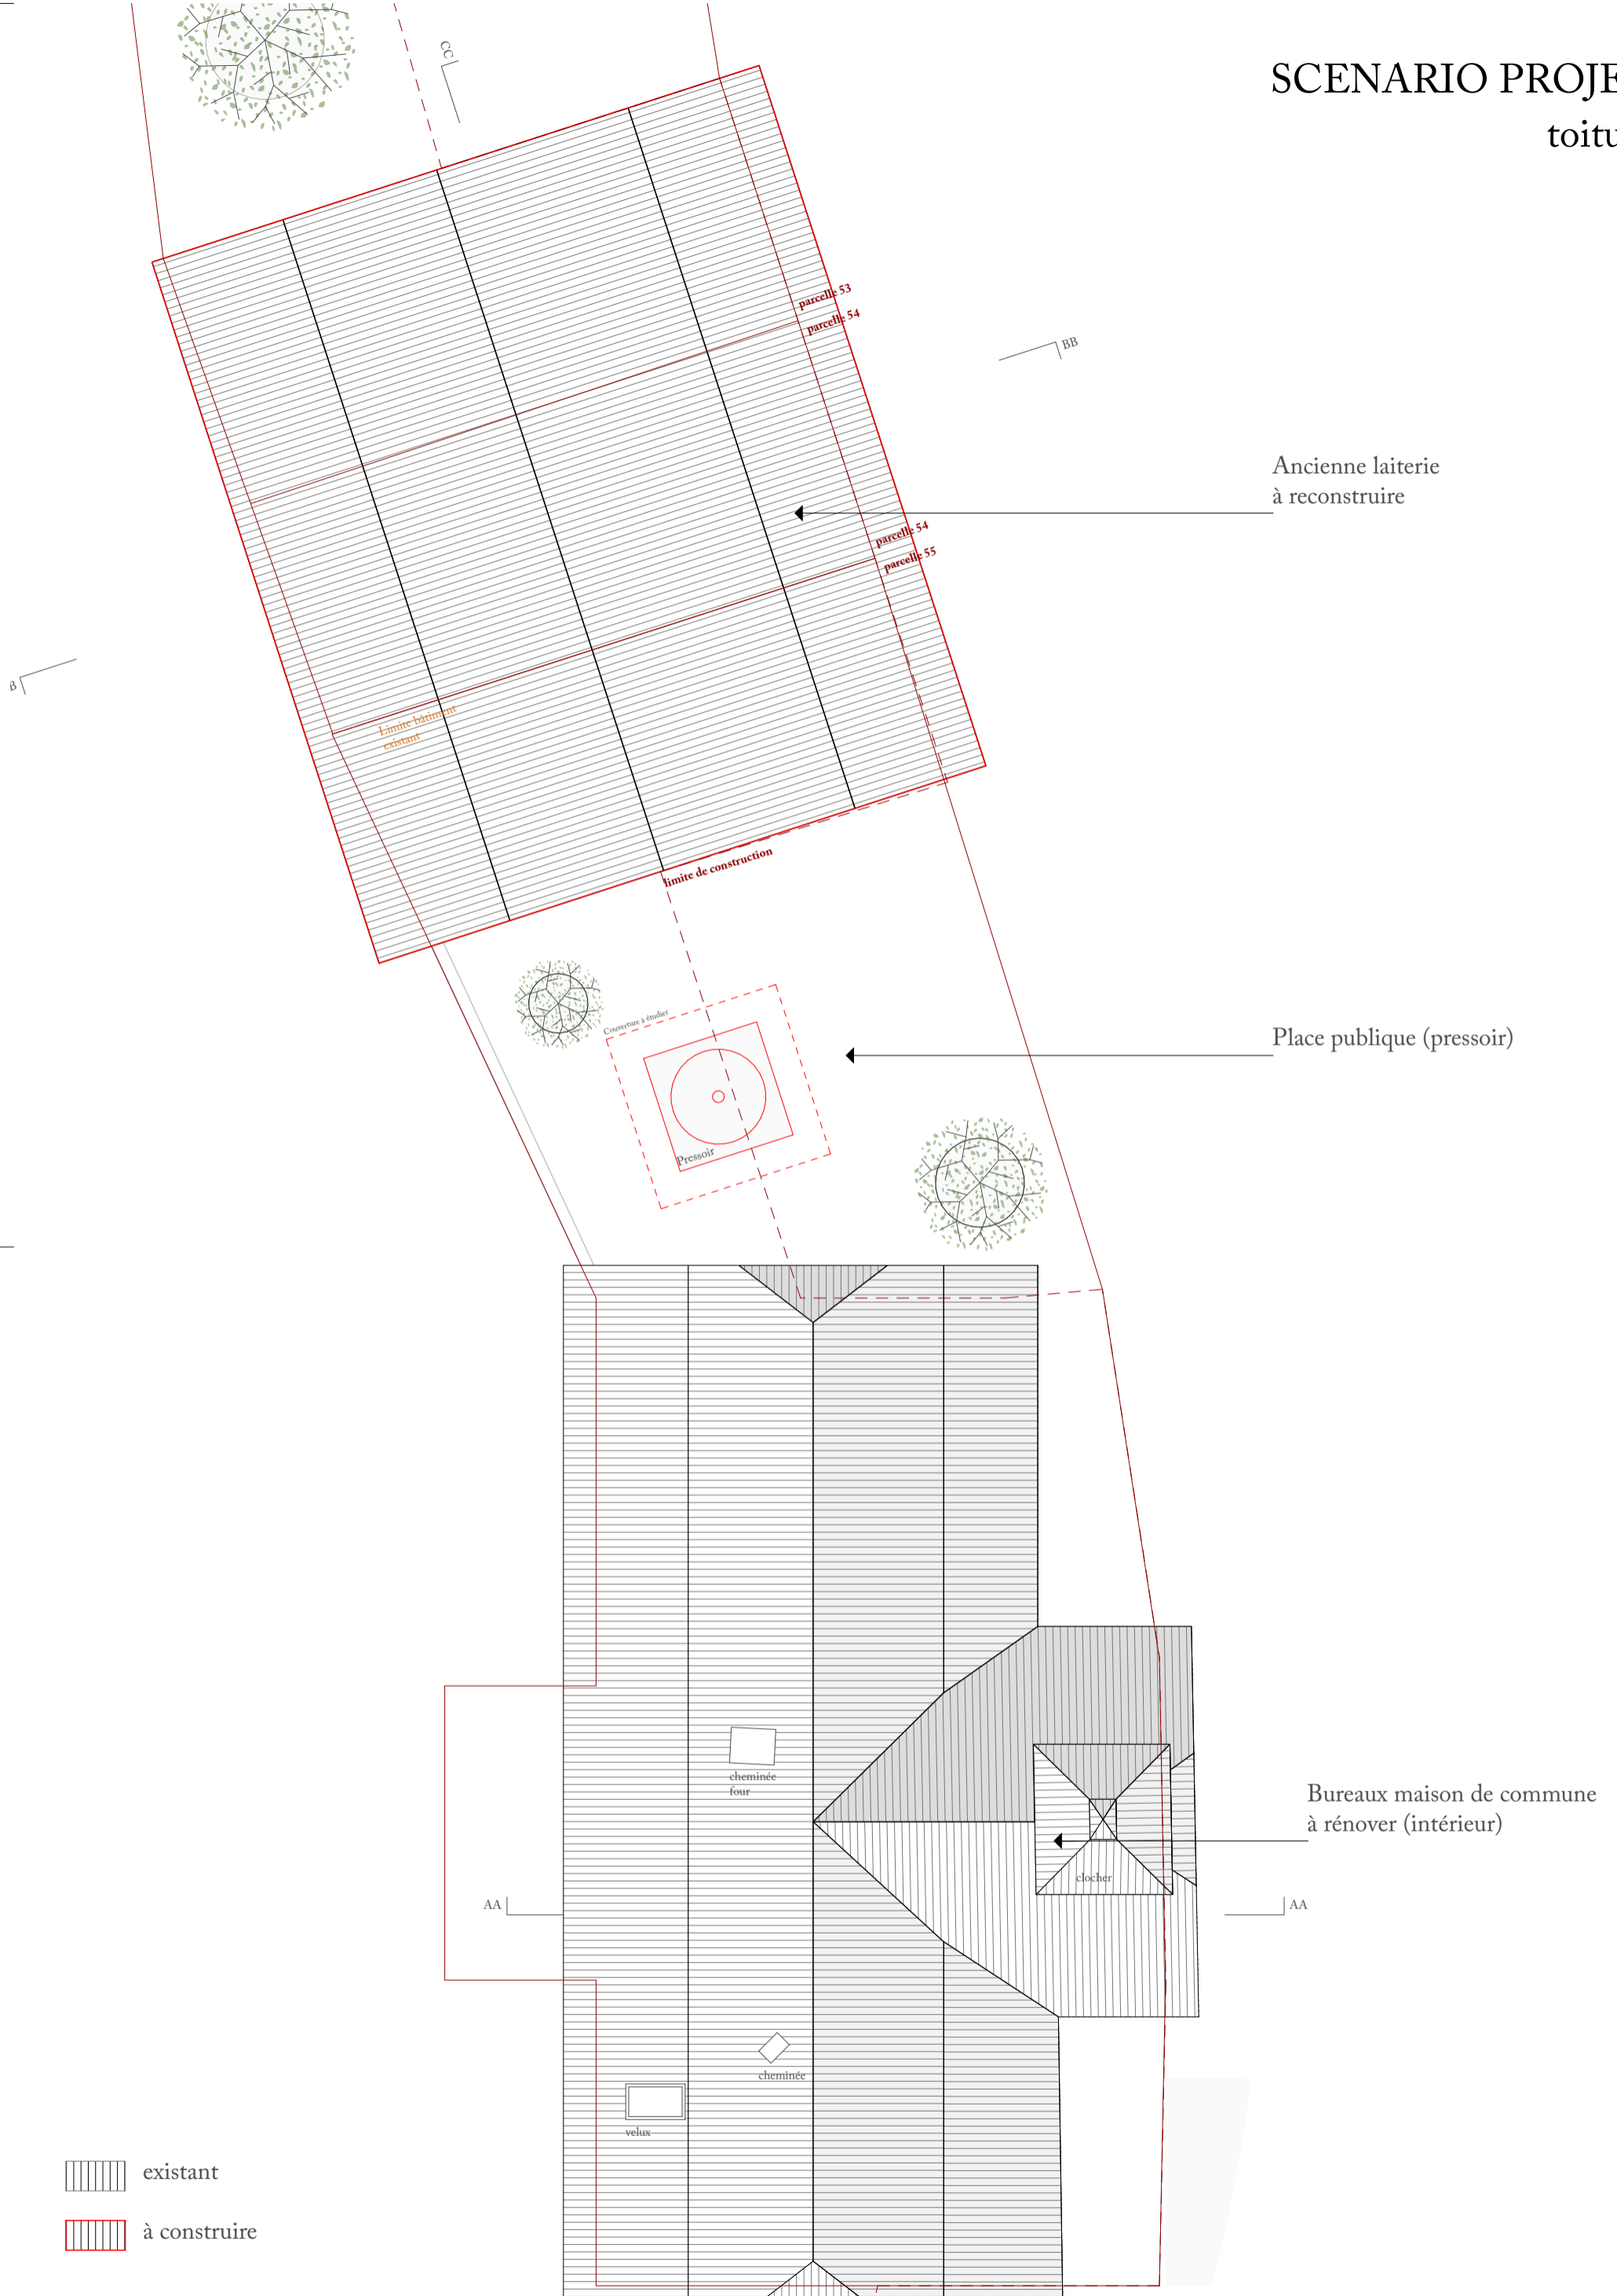 CC
SCENARIO PROJE
toitu
parcelle 53
parcelle 54
BB
Ancienne laiterie
à reconstruire
parcelle 54
parcelle 55
B
Limite bâtiment
existant
limite de construction
Couverture à étudier
Place publique (pressoir)
Pressoir
cheminée
four
Bureaux maison de commune
à rénover (intérieur)
clocher
AA
AA
cheminée
velux
existant
à construire